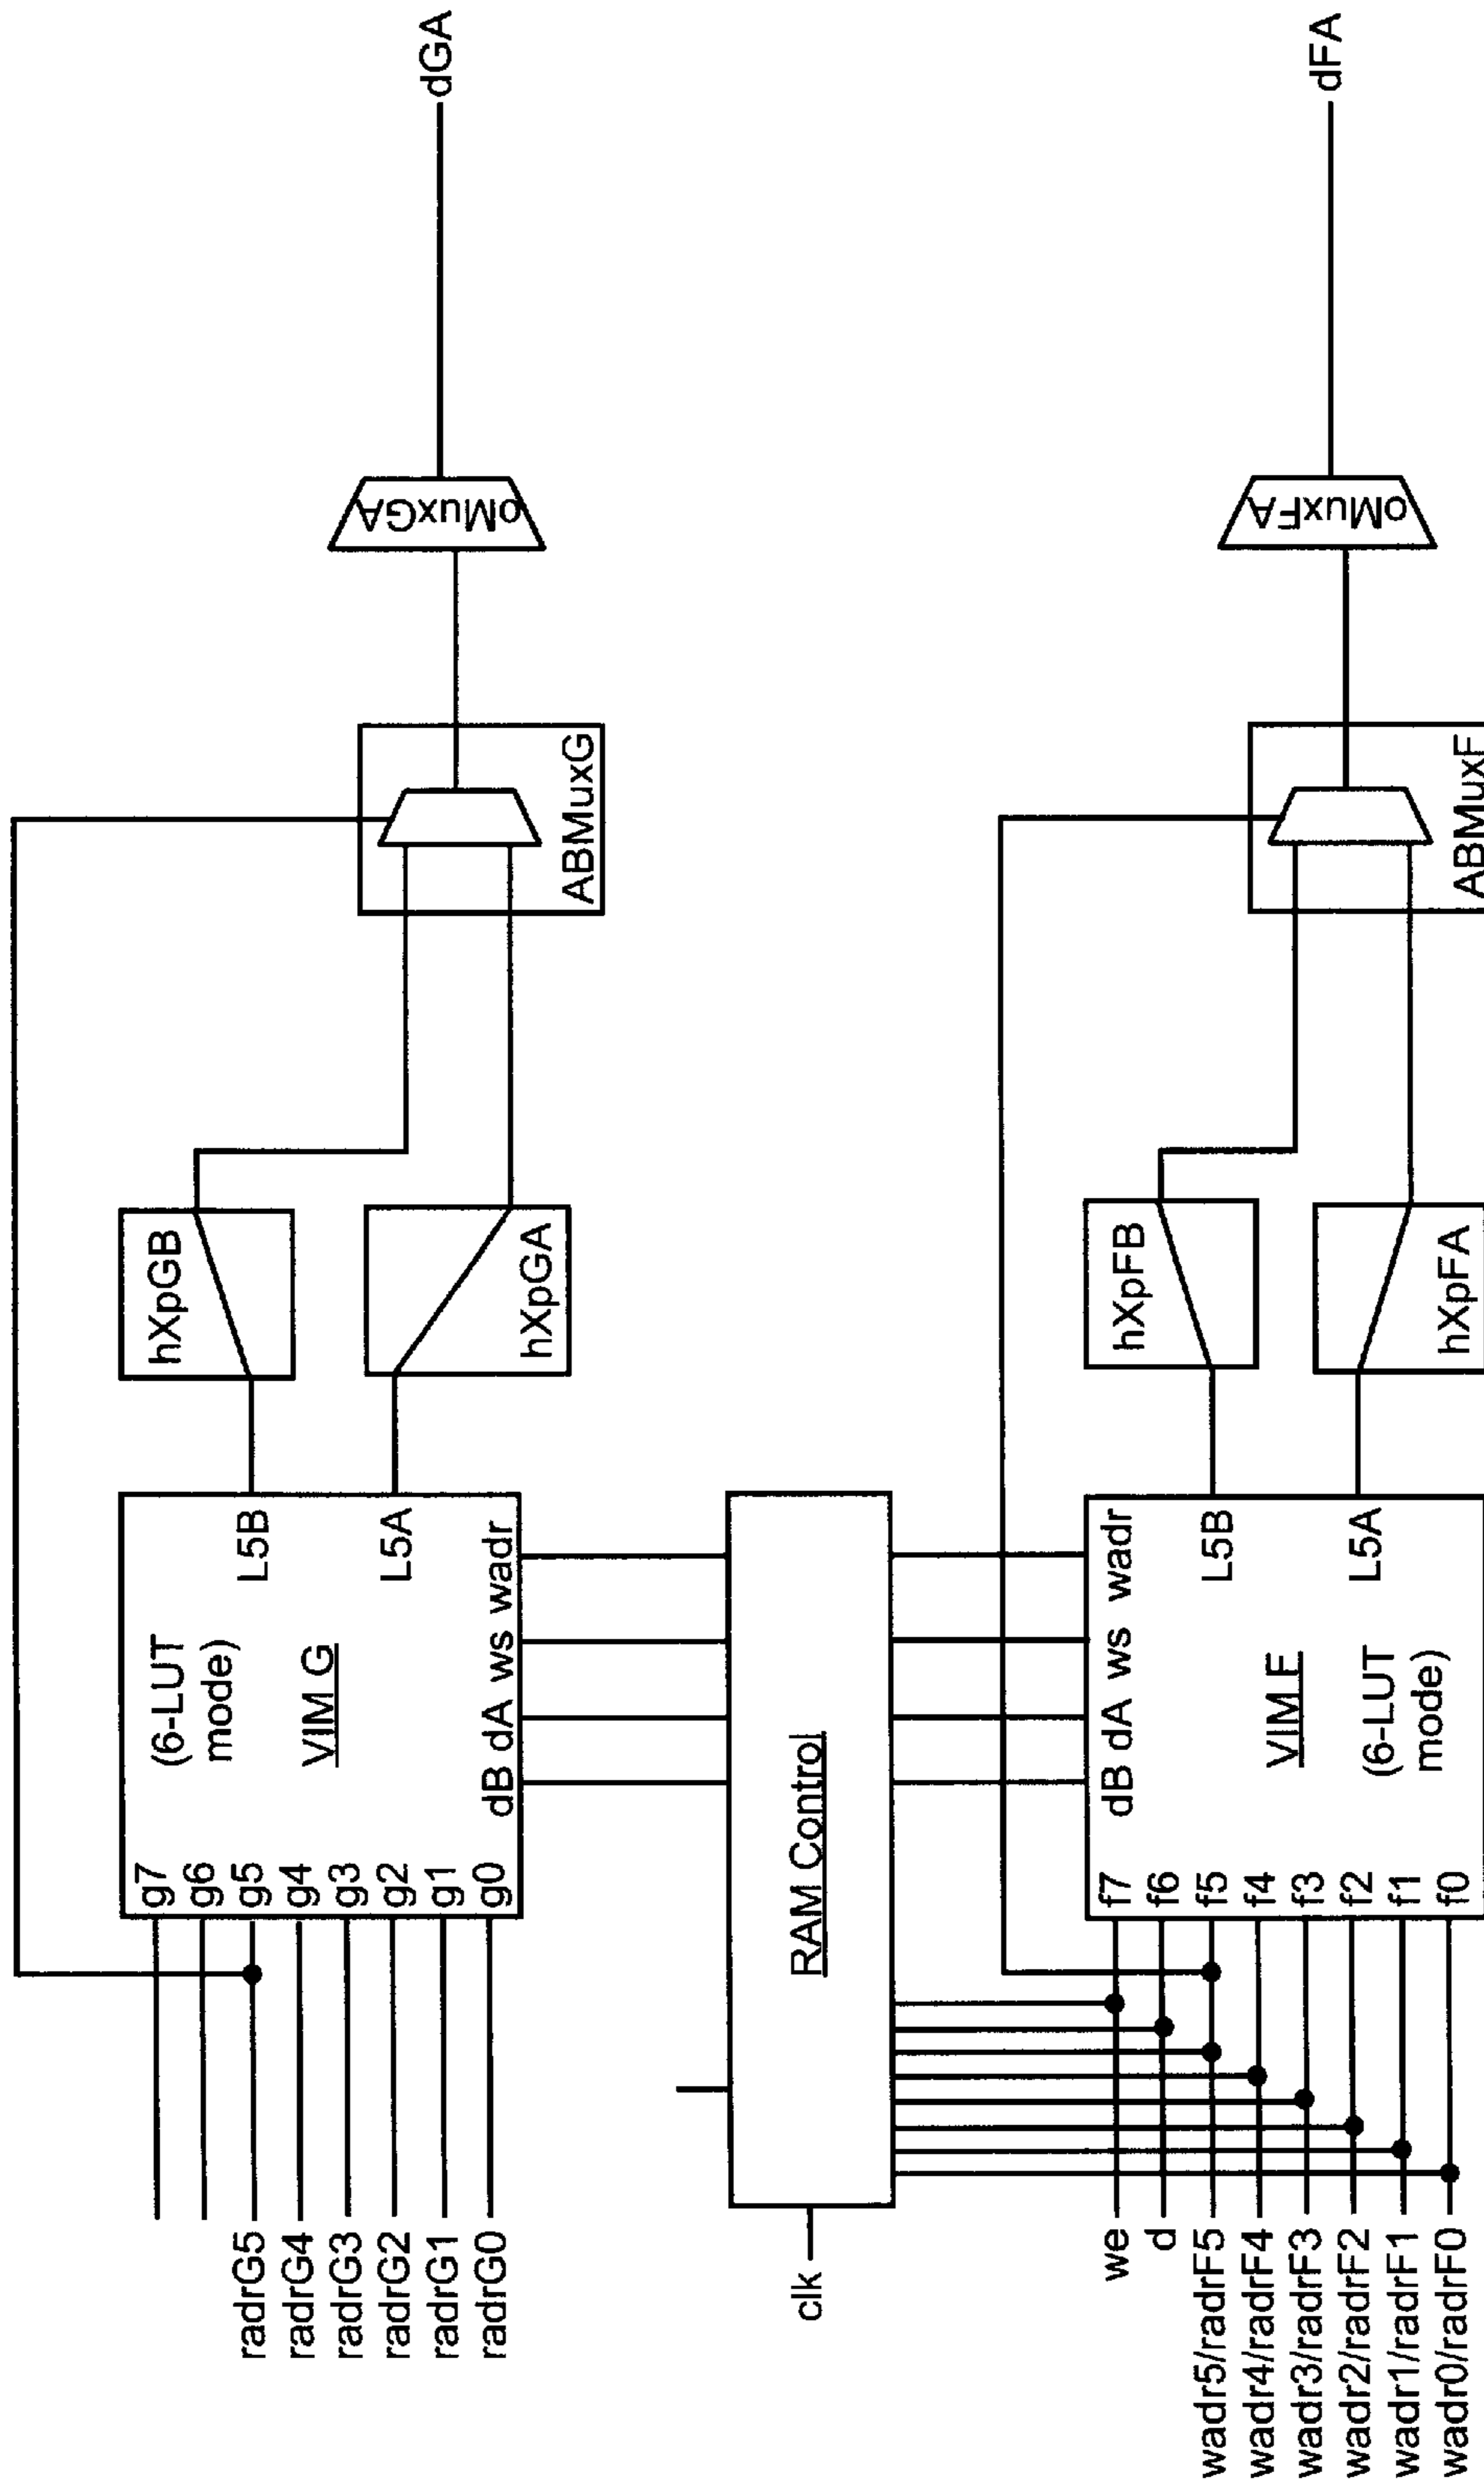 g7
g6
radrG5 g5
radrG4 g4
radrG3 g3
radrG2 g2
radrG1 g1
radrG0 g0
(6-LUT
mode)
VIM G
L5B
L5A
dB dA ws wadr
hXpGB
hXpGA
ABMuxG
oMuxGA
dGA
clk
RAM Control
we f7
d f6
wadr5/radrF5 f5
wadr4/radrF4 f4
wadr3/radrF3 f3
wadr2/radrF2 f2
wadr1/radrF1 f1
wadr0/radrF0 f0
dB dA ws wadr
VIM F
(6-LUT
mode)
L5B
L5A
hXpFB
hXpFA
ABMuxF
oMuxFA
dFA